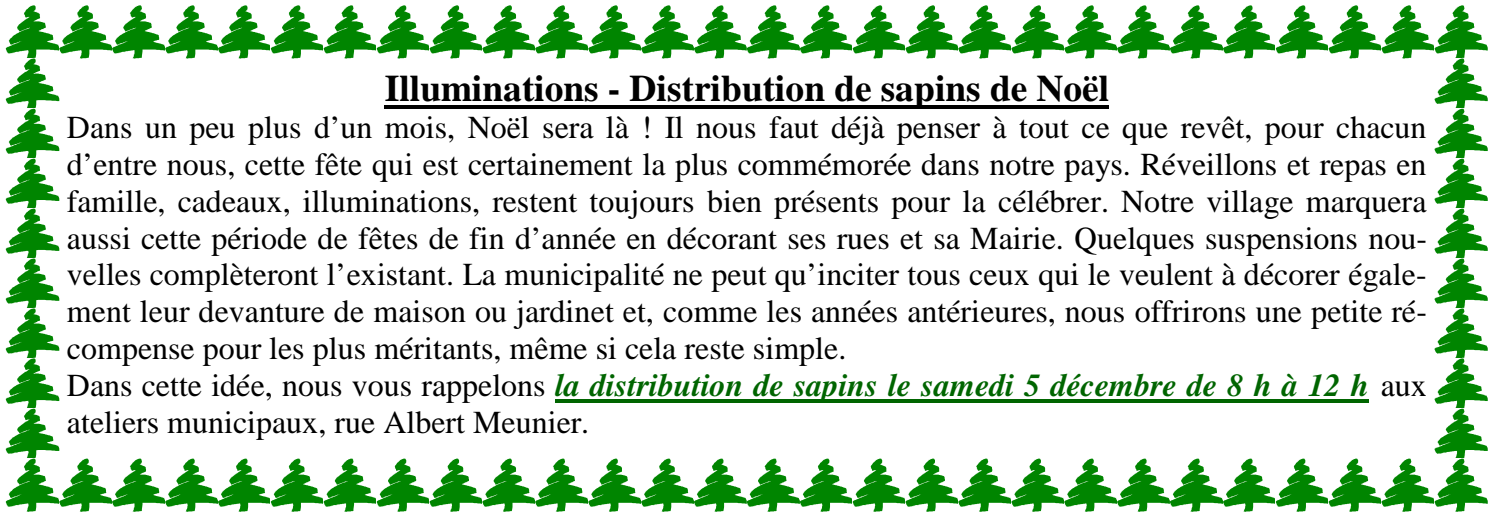 Illuminations - Distribution de sapins de Noël
Dans un peu plus d’un mois, Noël sera là ! Il nous faut déjà penser à tout ce que revêt, pour chacun
d’entre nous, cette fête qui est certainement la plus commémorée dans notre pays. Réveillons et repas en
famille, cadeaux, illuminations, restent toujours bien présents pour la célébrer. Notre village marquera
aussi cette période de fêtes de fin d’année en décorant ses rues et sa Mairie. Quelques suspensions nou-
velles complèteront l’existant. La municipalité ne peut qu’inciter tous ceux qui le veulent à décorer égale-
ment leur devanture de maison ou jardinet et, comme les années antérieures, nous offrirons une petite ré-
compense pour les plus méritants, même si cela reste simple.
Dans cette idée, nous vous rappelons la distribution de sapins le samedi 5 décembre de 8 h à 12 h aux
ateliers municipaux, rue Albert Meunier.